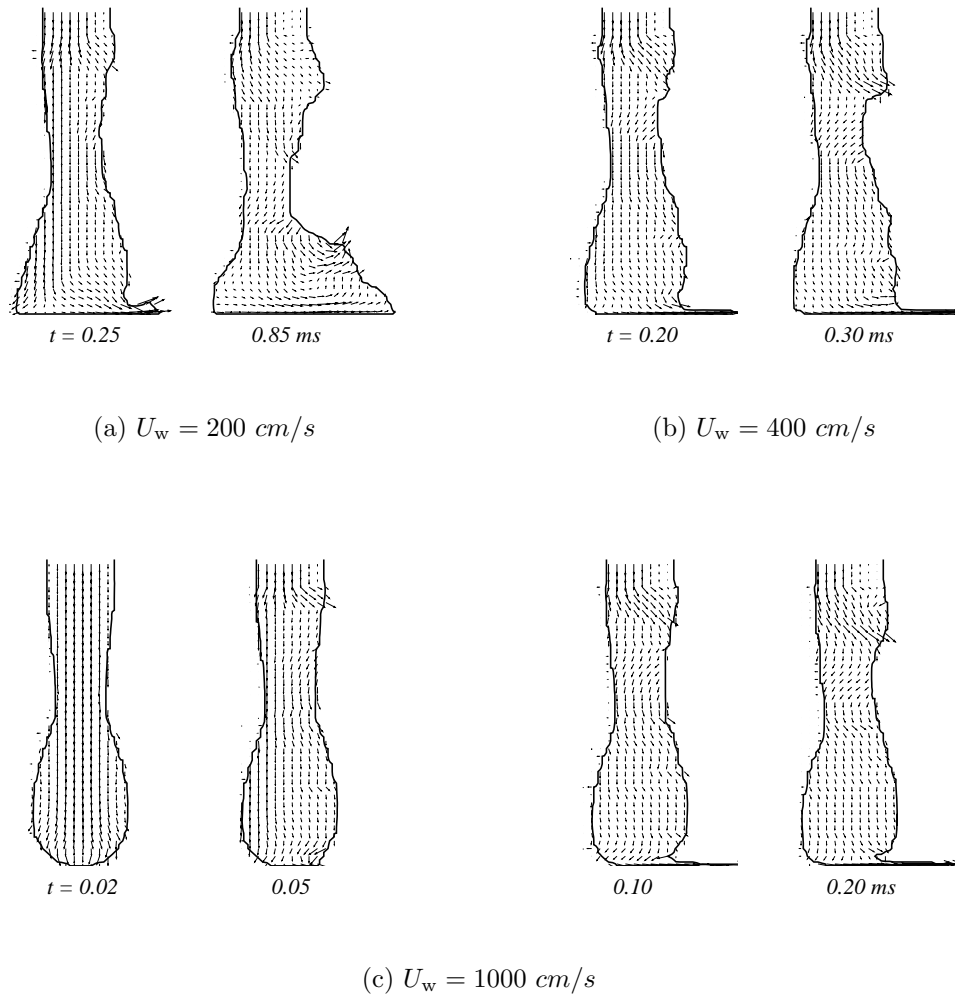 t = 0.25 0.85 ms t = 0.20 0.30 ms
(a) U_w = 200 cm/s (b) U_w = 400 cm/s
t = 0.02 0.05 0.10 0.20 ms
(c) U_w = 1000 cm/s